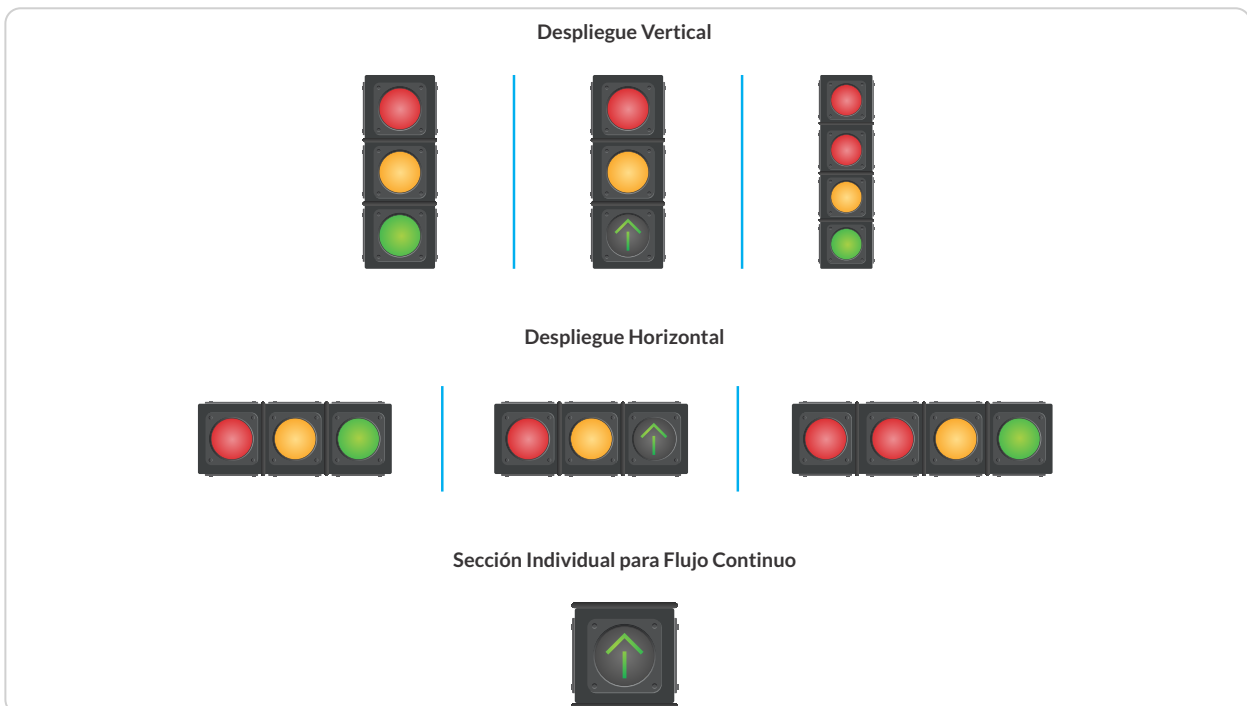 Despliegue Vertical
Despliegue Horizontal
Sección Individual para Flujo Continuo